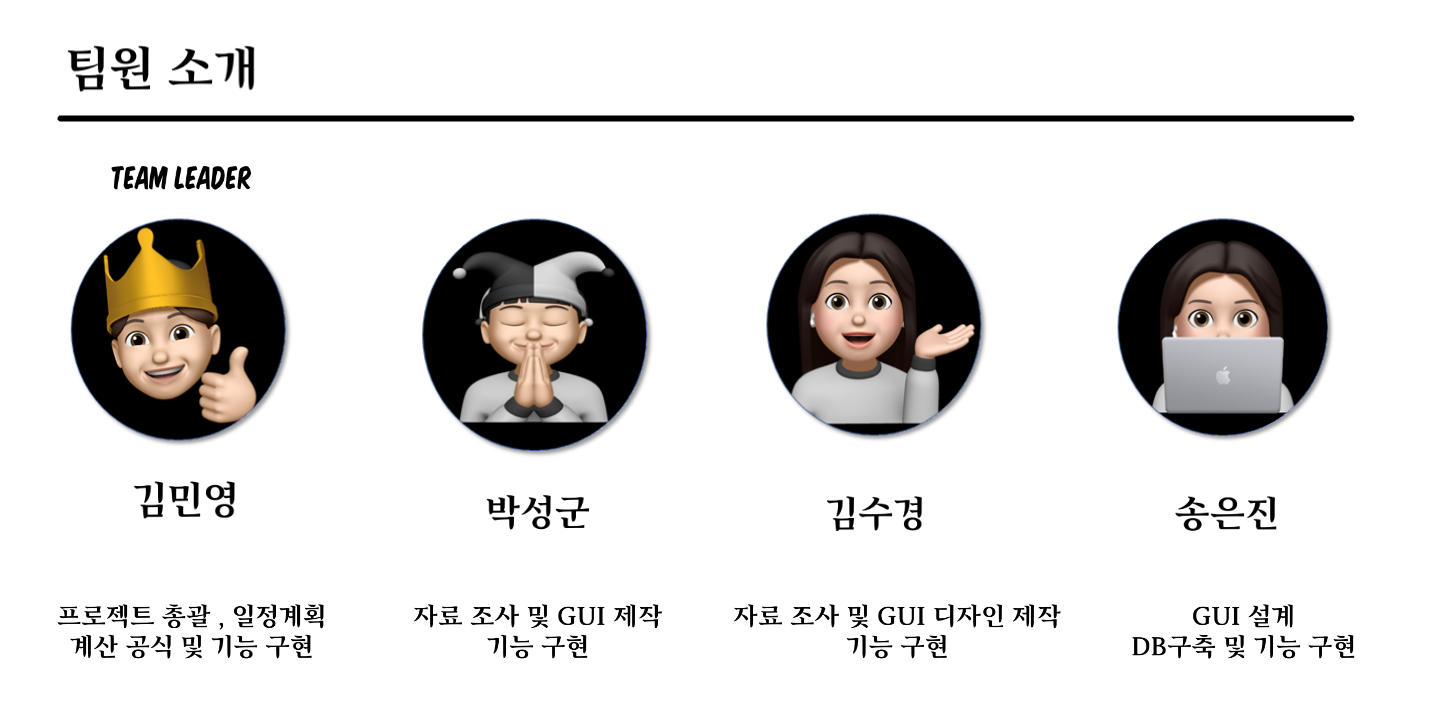 팀원 소개
TEAM LEADER
김민영
박성군
김수경
송은진
프로젝트 총괄 , 일정계획
계산 공식 및 기능 구현
자료 조사 및 GUI 제작
기능 구현
자료 조사 및 GUI 디자인 제작
기능 구현
GUI 설계
DB구축 및 기능 구현